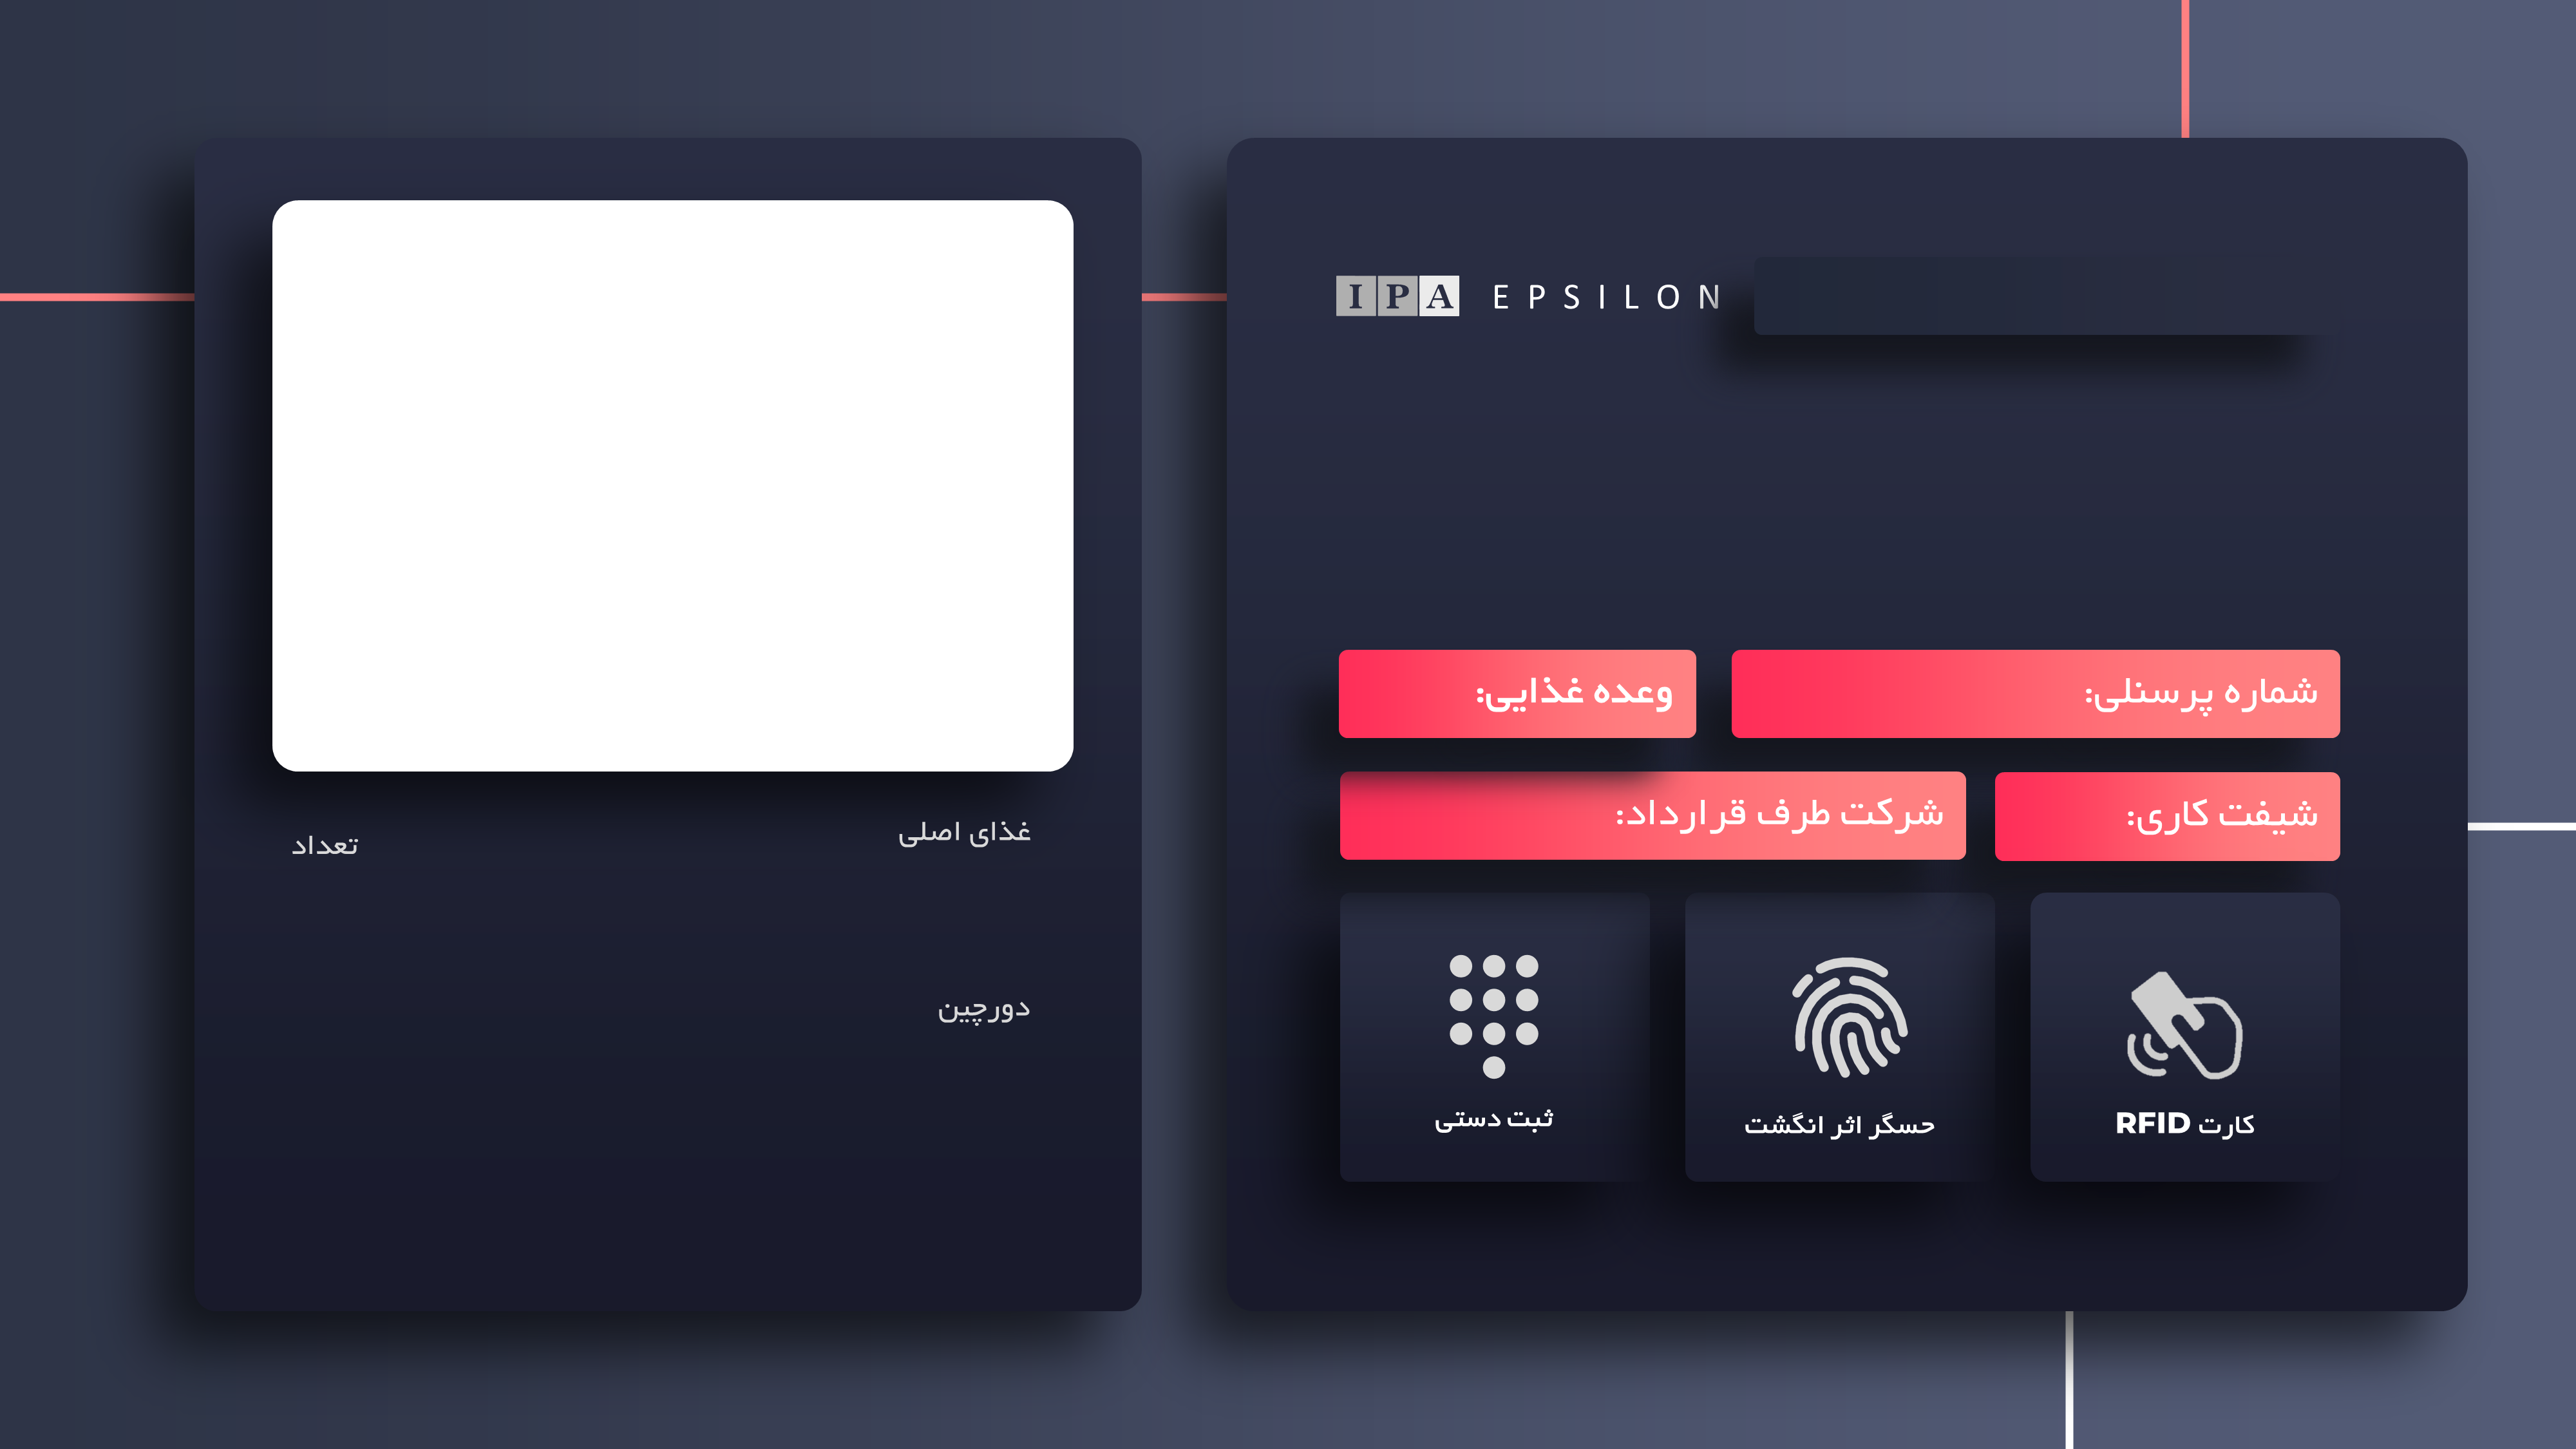 IPA EPSILON
شماره پرسنلی:
وعده غذایی:
شیفت کاری:
شرکت طرف قرارداد:
کارت RFID
حسگر اثر انگشت
ثبت دستی
غذای اصلی
تعداد
دورچین